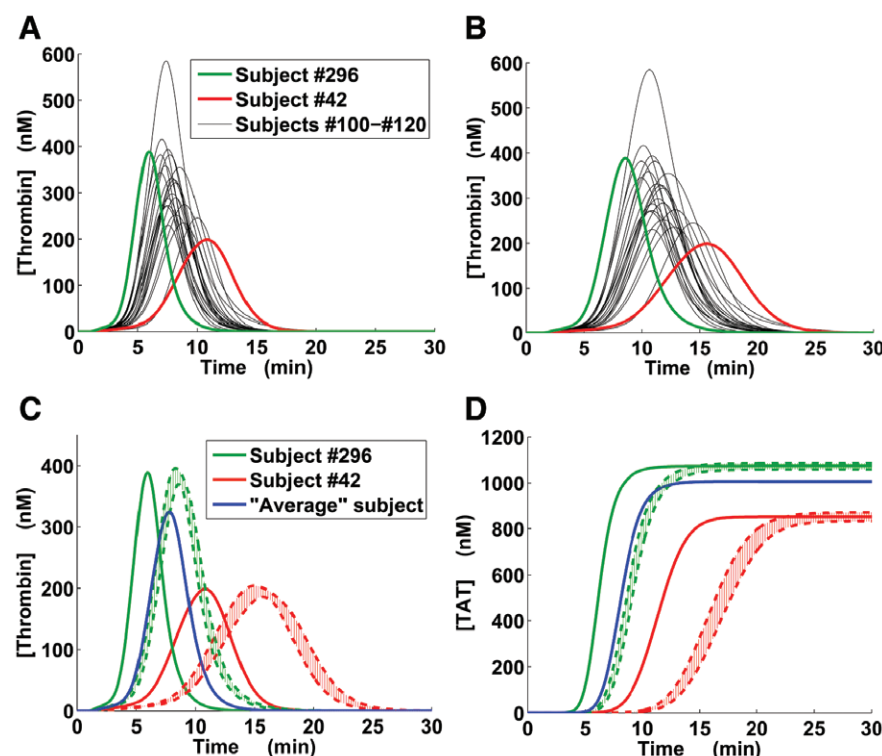 A
[Thrombin] (nM)
600
500
400
300
200
100
0
Subject #296
Subject #42
Subjects #100−#120
0 5 10 15 20 25 30
Time (min)
B
[Thrombin] (nM)
600
500
400
300
200
100
0
0 5 10 15 20 25 30
Time (min)
C
[Thrombin] (nM)
400
300
200
100
0
Subject #296
Subject #42
"Average" subject
0 5 10 15 20 25 30
Time (min)
D
[TAT] (nM)
1200
1000
800
600
400
200
0
0 5 10 15 20 25 30
Time (min)